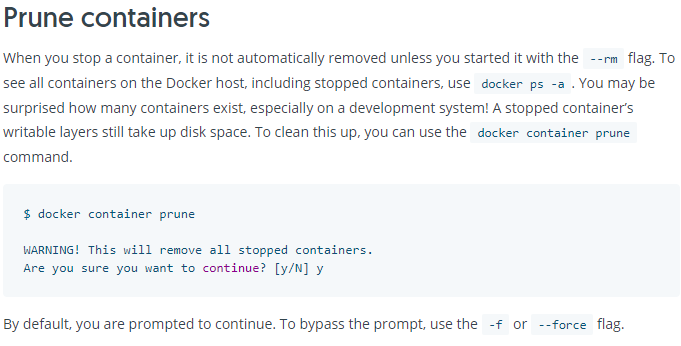 Prune containers
When you stop a container, it is not automatically removed unless you started it with the --rm flag. To
see all containers on the Docker host, including stopped containers, use docker ps -a . You may be
surprised how many containers exist, especially on a development system! A stopped container’s
writable layers still take up disk space. To clean this up, you can use the docker container prune
command.
$ docker container prune
WARNING! This will remove all stopped containers.
Are you sure you want to continue? [y/N] y
By default, you are prompted to continue. To bypass the prompt, use the -f or --force flag.